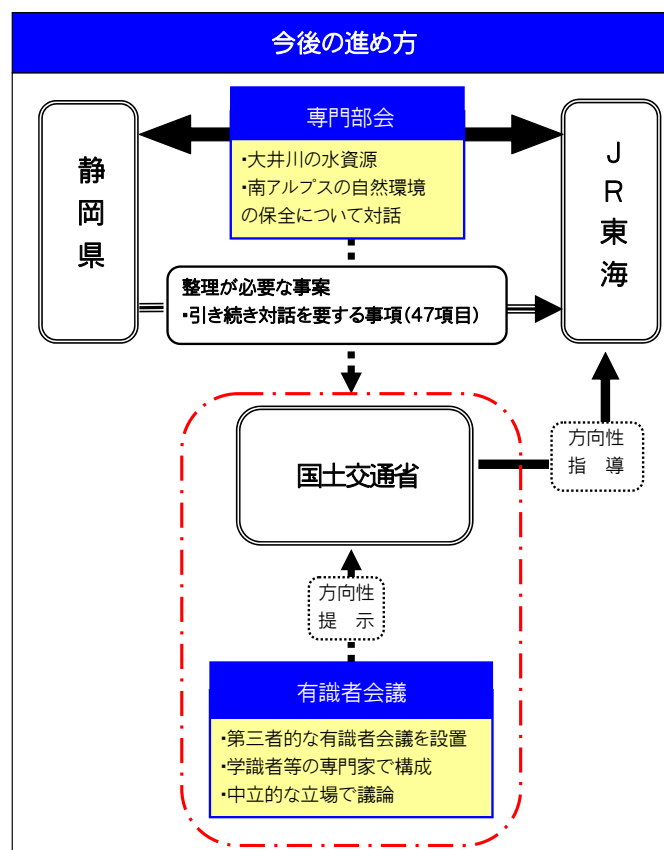 今後の進め方
専門部会
・大井川の水資源
・南アルプスの自然環境
の保全について対話
静岡県
JR東海
整理が必要な事案
・引き続き対話を要する事項(47項目)
国土交通省
方向性
指 導
方向性
提 示
有識者会議
・第三者的な有識者会議を設置
・学識者等の専門家で構成
・中立的な立場で議論